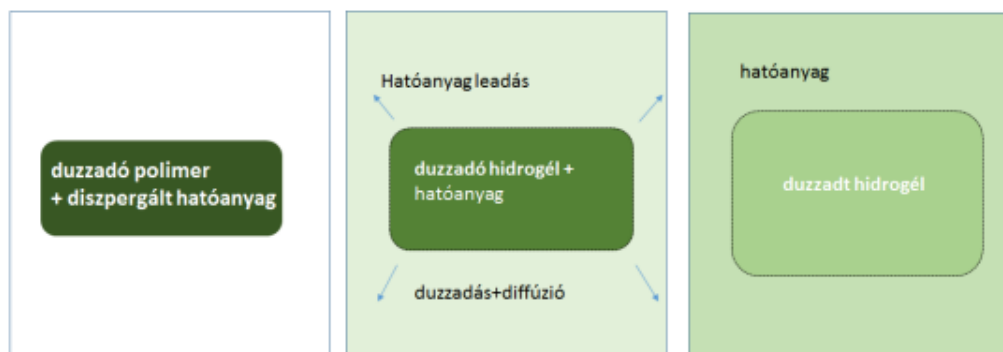 duzzadó polimer
+ diszpergált hatóanyag
Hatóanyag leadás
duzzadó hidrogél +
hatóanyag
duzzadás+diffúzió
hatóanyag
duzzadt hidrogél